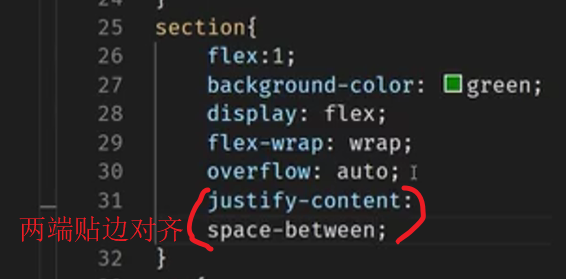 24 }
25 section{
26 flex:1;
27 background-color: green;
28 display: flex;
29 flex-wrap: wrap;
30 overflow: auto;
31 justify-content:
两端贴边对齐 space-between;
32 }